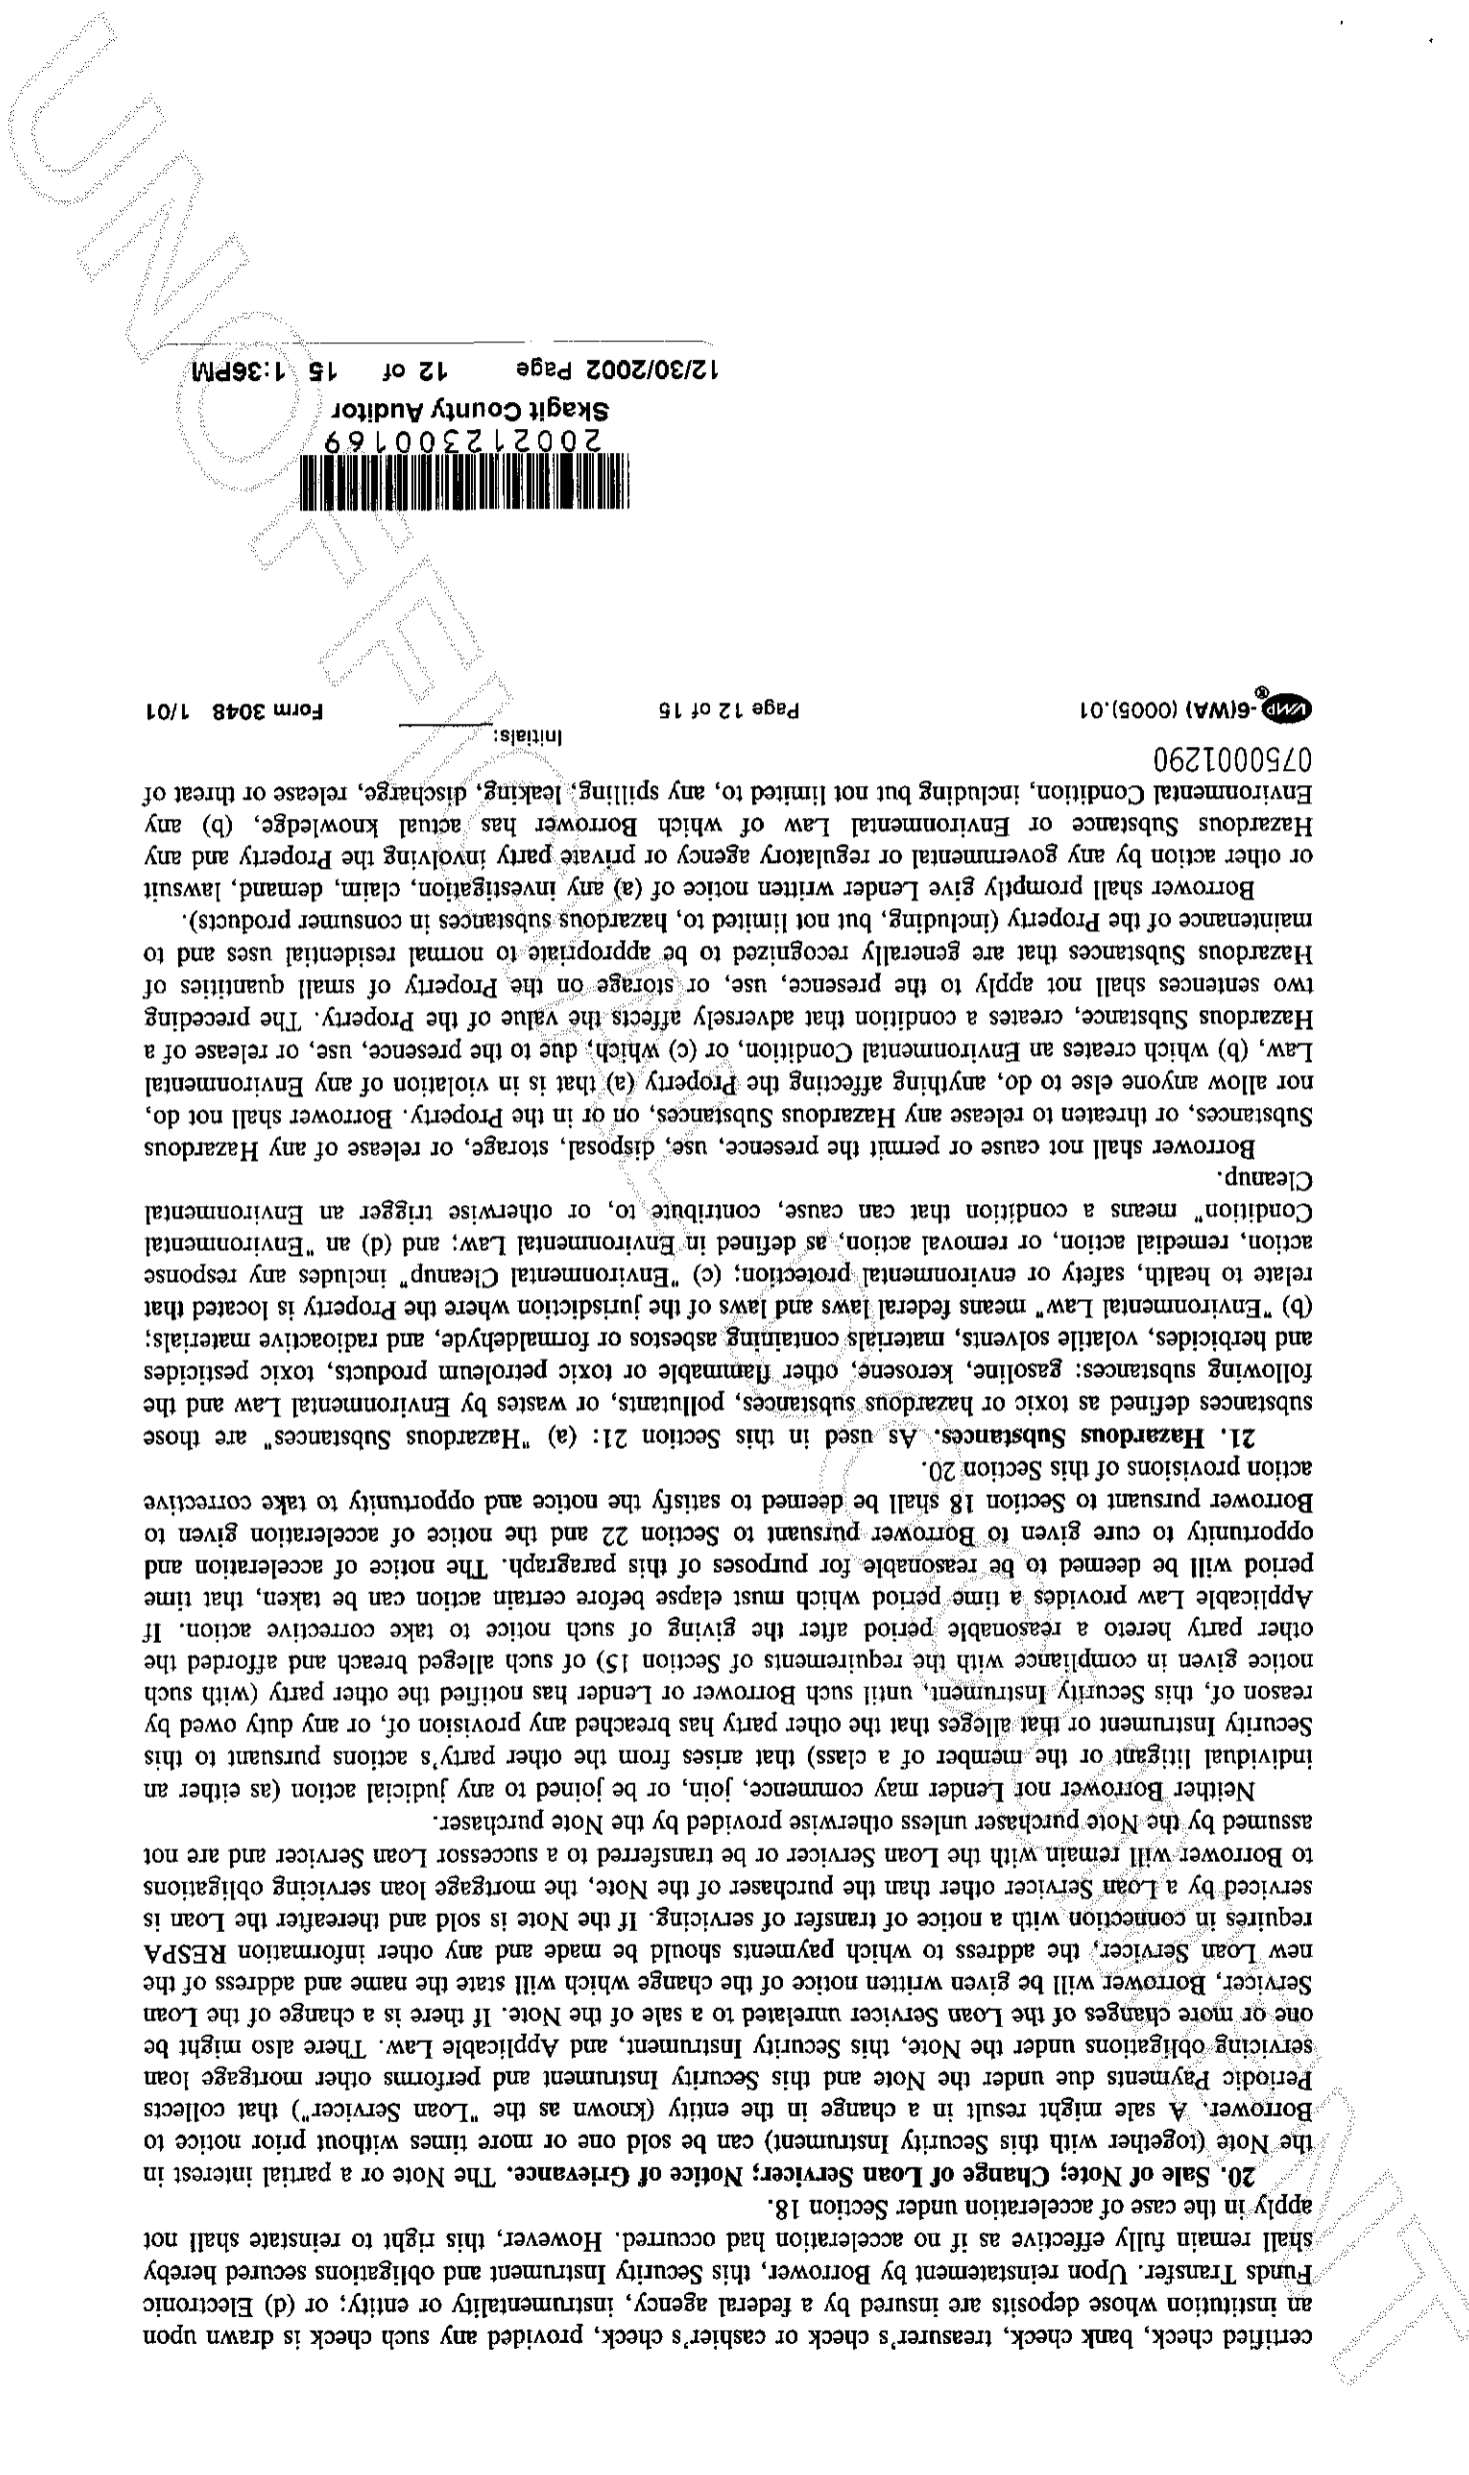 certified check, bank check, treasurer's check or cashier's check, provided any such check is drawn upon
an institution whose deposits are insured by a federal agency, instrumentality or entity; or (d) Electronic
Funds Transfer. Upon reinstatement by Borrower, this Security Instrument and obligations secured hereby
shall remain fully effective as if no acceleration had occurred. However, this right to reinstate shall not
apply in the case of acceleration under Section 18.
20. Sale of Note; Change of Loan Servicer; Notice of Grievance. The Note or a partial interest in
the Note (together with this Security Instrument) can be sold one or more times without prior notice to
Borrower. A sale might result in a change in the entity (known as the "Loan Servicer") that collects
Periodic Payments due under the Note and this Security Instrument and performs other mortgage loan
servicing obligations under the Note, this Security Instrument, and Applicable Law. There also might be
one or more changes of the Loan Servicer unrelated to a sale of the Note. If there is a change of the Loan
Servicer, Borrower will be given written notice of the change which will state the name and address of the
new Loan Servicer, the address to which payments should be made and any other information RESPA
requires in connection with a notice of transfer of servicing. If the Note is sold and thereafter the Loan is
serviced by a Loan Servicer other than the purchaser of the Note, the mortgage loan servicing obligations
to Borrower will remain with the Loan Servicer or be transferred to a successor Loan Servicer and are not
assumed by the Note purchaser unless otherwise provided by the Note purchaser.
Neither Borrower nor Lender may commence, join, or be joined to any judicial action (as either an
individual litigant or the member of a class) that arises from the other party's actions pursuant to this
Security Instrument or that alleges that the other party has breached any provision of, or any duty owed by
reason of, this Security Instrument, until such Borrower or Lender has notified the other party (with such
notice given in compliance with the requirements of Section 15) of such alleged breach and afforded the
other party hereto a reasonable period after the giving of such notice to take corrective action. If
Applicable Law provides a time period which must elapse before certain action can be taken, that time
period will be deemed to be reasonable for purposes of this paragraph. The notice of acceleration and
opportunity to cure given to Borrower pursuant to Section 22 and the notice of acceleration given to
Borrower pursuant to Section 18 shall be deemed to satisfy the notice and opportunity to take corrective
action provisions of this Section 20.
21. Hazardous Substances. As used in this Section 21: (a) "Hazardous Substances" are those
substances defined as toxic or hazardous substances, pollutants, or wastes by Environmental Law and the
following substances: gasoline, kerosene, other flammable or toxic petroleum products, toxic pesticides
and herbicides, volatile solvents, materials containing asbestos or formaldehyde, and radioactive materials;
(b) "Environmental Law" means federal laws and laws of the jurisdiction where the Property is located that
relate to health, safety or environmental protection; (c) "Environmental Cleanup" includes any response
action, remedial action, or removal action, as defined in Environmental Law; and (d) an "Environmental
Condition" means a condition that can cause, contribute to, or otherwise trigger an Environmental
Cleanup.
Borrower shall not cause or permit the presence, use, disposal, storage, or release of any Hazardous
Substances, or threaten to release any Hazardous Substances, on or in the Property. Borrower shall not do,
nor allow anyone else to do, anything affecting the Property (a) that is in violation of any Environmental
Law, (b) which creates an Environmental Condition, or (c) which, due to the presence, use, or release of a
Hazardous Substance, creates a condition that adversely affects the value of the Property. The preceding
two sentences shall not apply to the presence, use, or storage on the Property of small quantities of
Hazardous Substances that are generally recognized to be appropriate to normal residential uses and to
maintenance of the Property (including, but not limited to, hazardous substances in consumer products).
Borrower shall promptly give Lender written notice of (a) any investigation, claim, demand, lawsuit
or other action by any governmental or regulatory agency or private party involving the Property and any
Hazardous Substance or Environmental Law of which Borrower has actual knowledge, (b) any
Environmental Condition, including but not limited to, any spilling, leaking, discharge, release or threat of
0750001290
Initials:
VMP -6(WA) (0005).01 Page 12 of 15 Form 3048 1/01
200212300169
Skagit County Auditor
12/30/2002 Page 12 of 15 1:36PM
UNOFFICIAL DOCUMENT